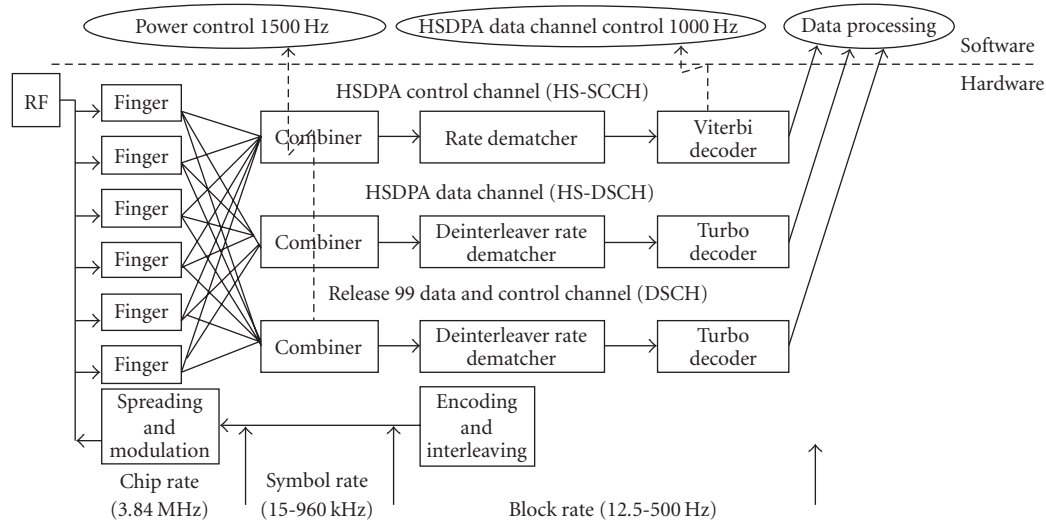 Power control 1500 Hz
HSDPA data channel control 1000 Hz
Data processing
Software
Hardware
RF
Finger
Finger
Finger
Finger
Finger
Finger
HSDPA control channel (HS-SCCH)
Combiner
Rate dematcher
Viterbi
decoder
HSDPA data channel (HS-DSCH)
Combiner
Deinterleaver rate
dematcher
Turbo
decoder
Release 99 data and control channel (DSCH)
Combiner
Deinterleaver rate
dematcher
Turbo
decoder
Spreading
and
modulation
Encoding
and
interleaving
Chip rate
(3.84 MHz)
Symbol rate
(15-960 kHz)
Block rate (12.5-500 Hz)